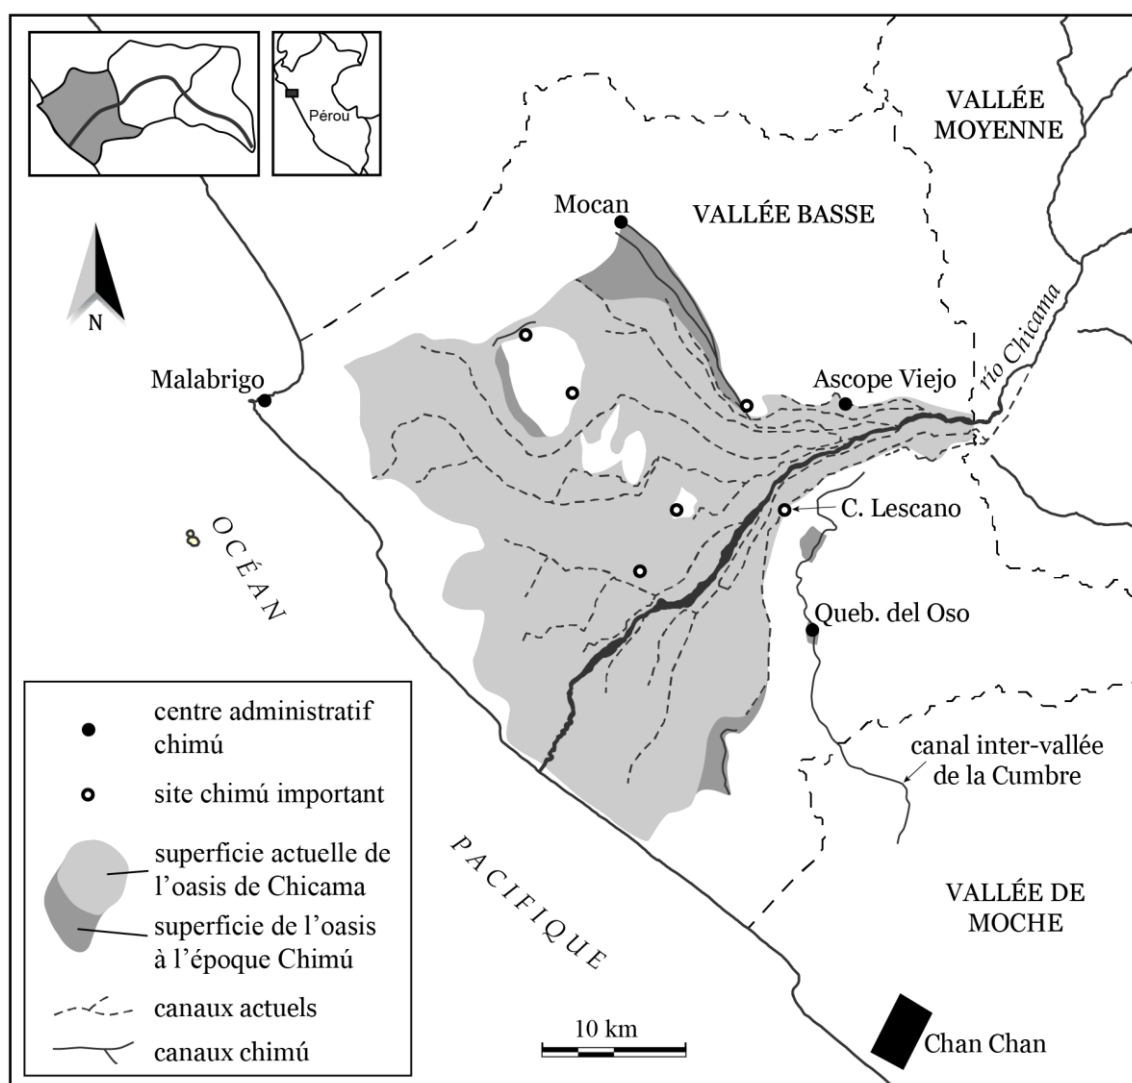 Pérou
VALLÉE
MOYENNE
Mocan
VALLÉE BASSE
N
río Chicama
Malabrigo
Ascope Viejo
C. Lescano
OCÉAN
Queb. del Oso
centre administratif
chimú
site chimú important
superficie actuelle de
l’oasis de Chicama
superficie de l’oasis
à l’époque Chimú
canaux actuels
canaux chimú
canal inter-vallée
de la Cumbre
PACIFIQUE
VALLÉE DE
MOCHE
10 km
Chan Chan